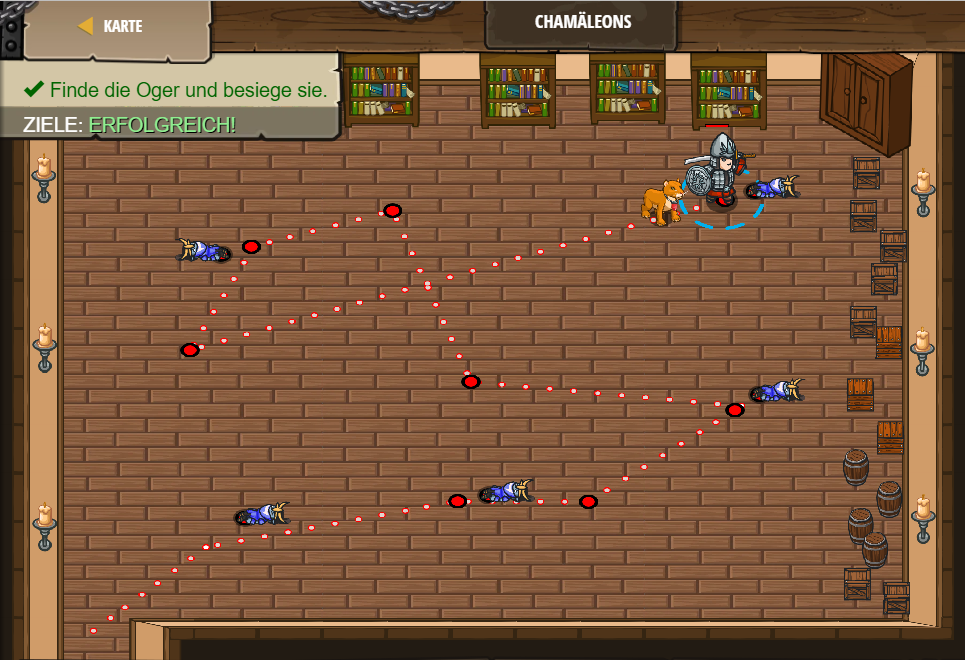 KARTE
CHAMÄLEONS
Finde die Oger und besiege sie.
ZIELE: ERFOLGREICH!